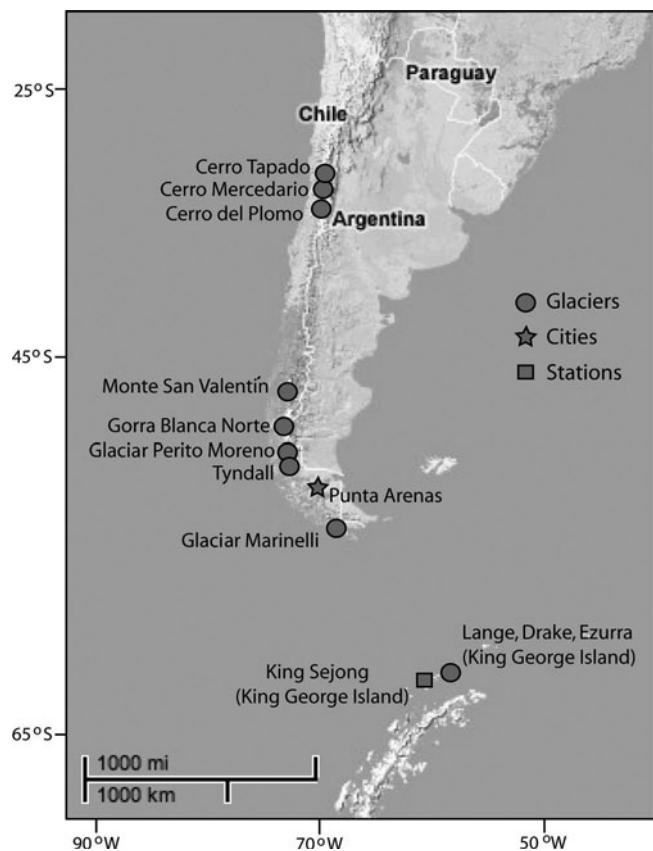 25°S
Paraguay
Chile
Cerro Tapado
Cerro Mercedario
Cerro del Plomo
Argentina
Glaciers
Cities
Stations
45°S
Monte San Valentín
Gorra Blanca Norte
Glaciar Perito Moreno
Tyndall
Punta Arenas
Glaciar Marinelli
Lange, Drake, Ezurra
(King George Island)
King Sejong
(King George Island)
65°S
1000 mi
1000 km
90°W
70°W
50°W